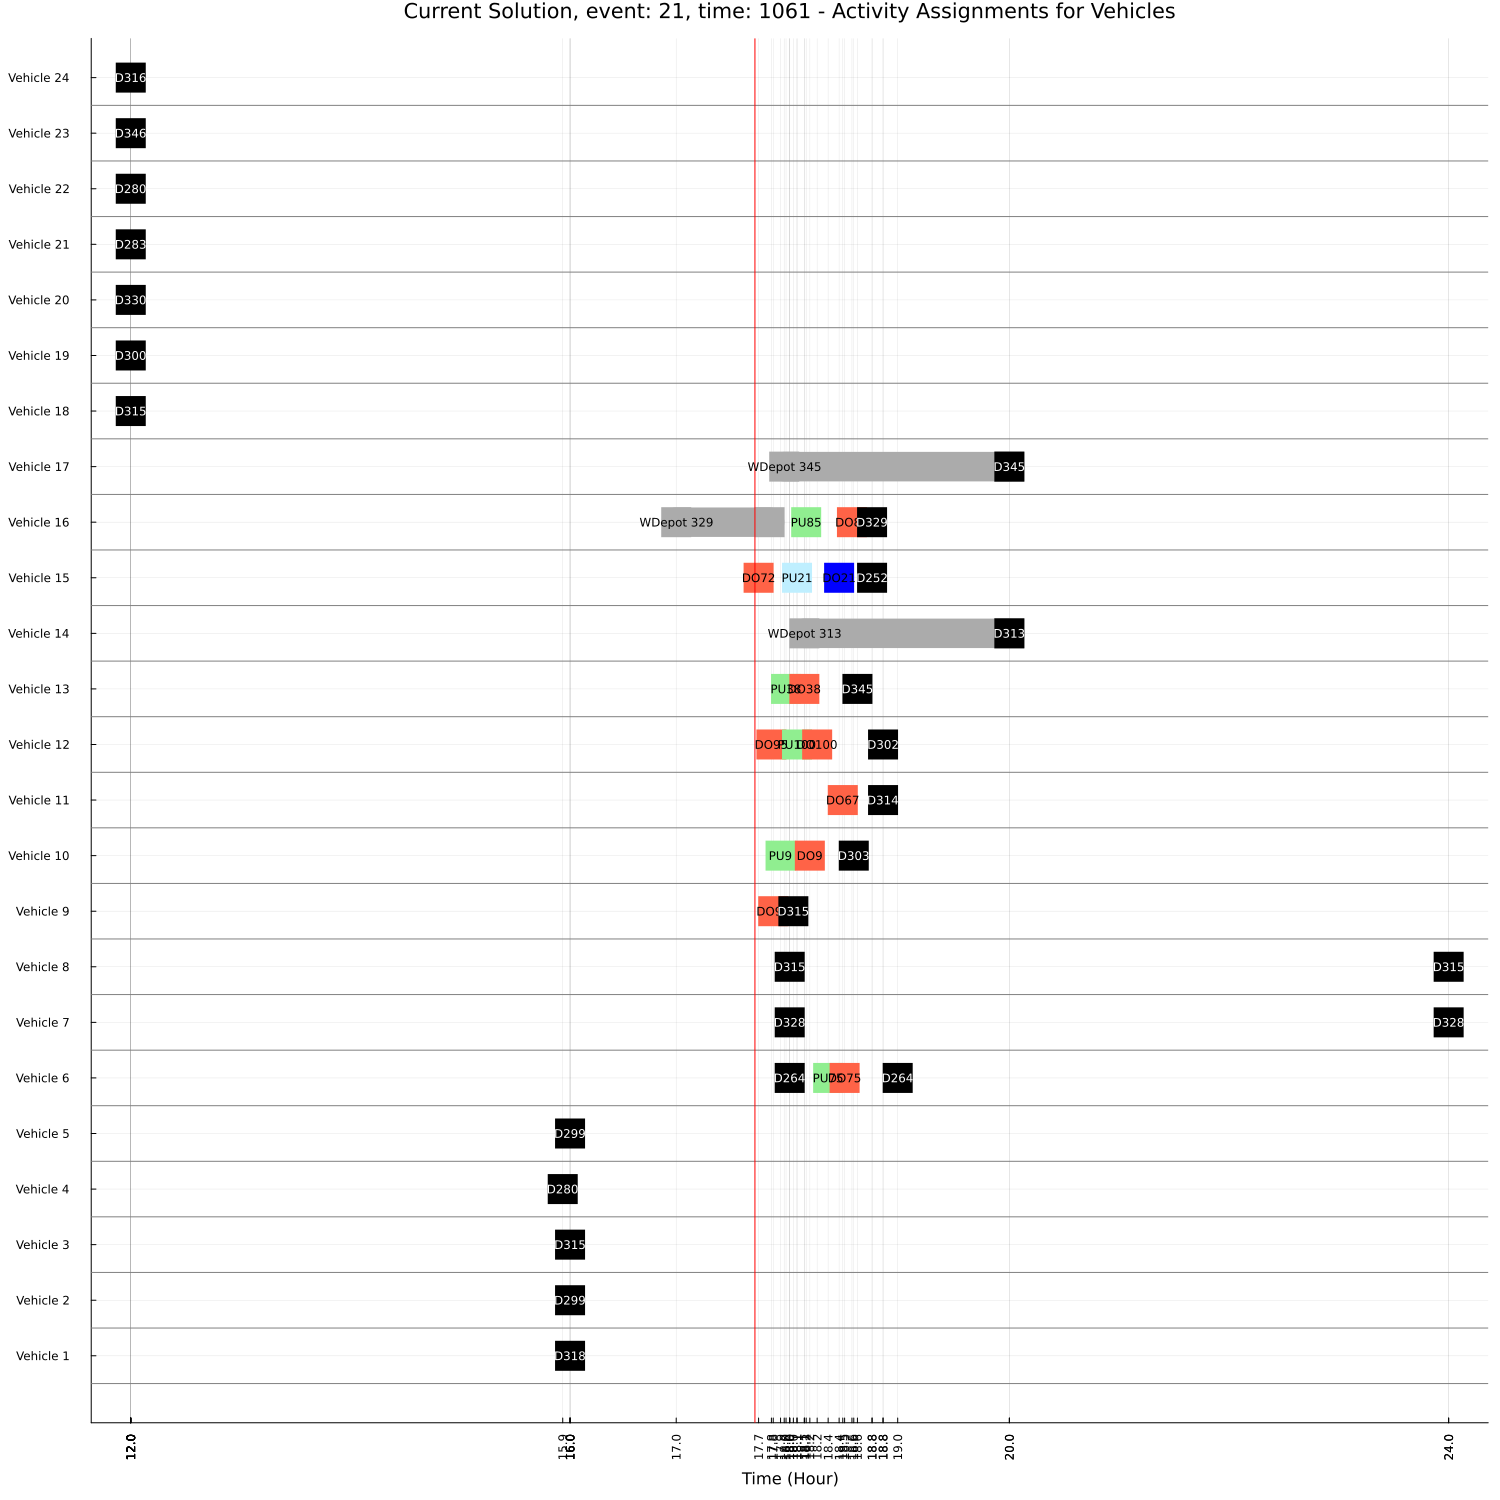 Current Solution, event: 21, time: 1061 - Activity Assignments for Vehicles
Vehicle 24
D316
Vehicle 23
D346
Vehicle 22
D280
Vehicle 21
D283
Vehicle 20
D330
Vehicle 19
D300
Vehicle 18
D315
Vehicle 17
WDepot 345
D345
Vehicle 16
WDepot 329
PU85
D329
Vehicle 15
DO72
PU21
DO21
D252
Vehicle 14
WDepot 313
D313
Vehicle 13
PU38
DO38
D345
Vehicle 12
DO95
PU100
DO100
D302
Vehicle 11
DO67
D314
Vehicle 10
PU9
DO9
D303
Vehicle 9
D315
Vehicle 8
D315
D315
Vehicle 7
D328
D328
Vehicle 6
D264
PU75
DO75
D264
Vehicle 5
D299
Vehicle 4
D280
Vehicle 3
D315
Vehicle 2
D299
Vehicle 1
D318
12.0
15.9
16.0
17.0
17.7
18.2
18.4
18.8
18.8
19.0
20.0
24.0
Time (Hour)